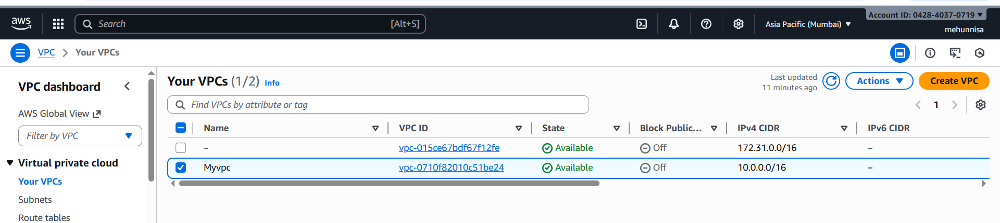 aws Search [Alt+S] Asia Pacific (Mumbai) Account ID: 0428-4037-0719
mehunnisa
VPC Your VPCs
VPC dashboard
AWS Global View
Filter by VPC
Virtual private cloud
Your VPCs
Subnets
Route tables
Your VPCs (1/2) Info
Last updated
11 minutes ago
Actions Create VPC
Find VPCs by attribute or tag
1
Name VPC ID State Block Public... IPv4 CIDR IPv6 CIDR
– vpc-015ce67bdf67f12fe Available Off 172.31.0.0/16 –
Myvpc vpc-0710f82010c51be24 Available Off 10.0.0.0/16 –